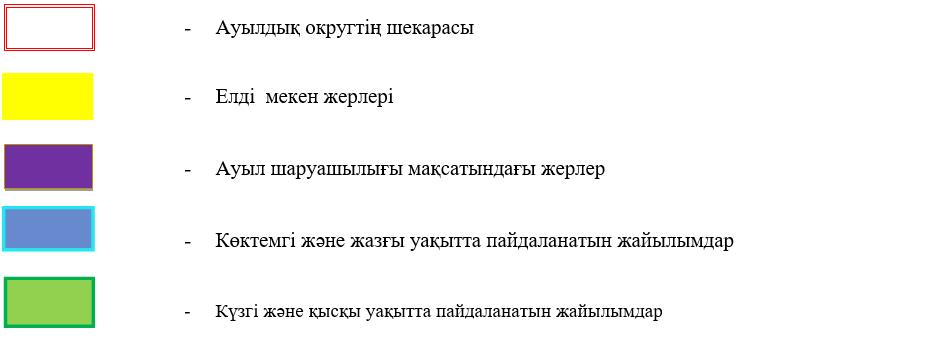 - Ауылдық округтің шекарасы
- Елді мекен жерлері
- Ауыл шаруашылығы мақсатындағы жерлер
- Көктемгі және жазғы уақытта пайдаланатын жайылымдар
- Күзгі және қысқы уақытта пайдаланатын жайылымдар